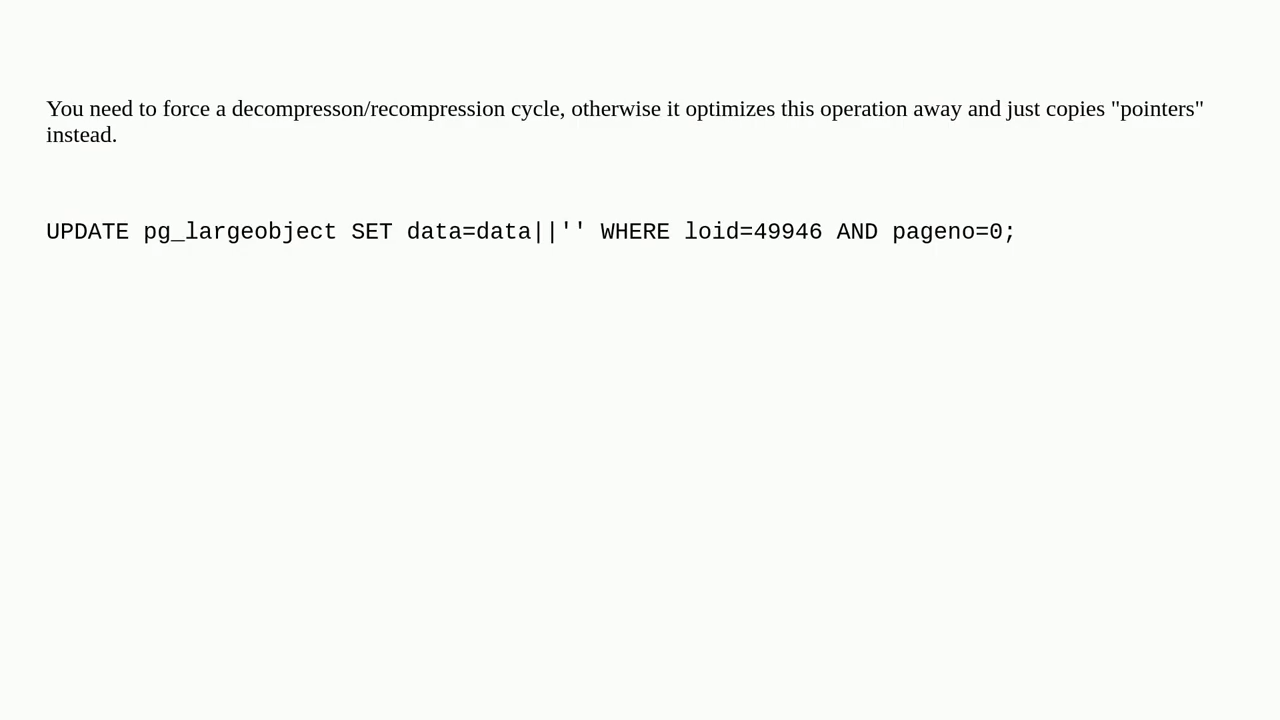 You need to force a decompresson/recompression cycle, otherwise it optimizes this operation away and just copies "pointers"
instead.
UPDATE pg_largeobject SET data=data||'' WHERE loid=49946 AND pageno=0;